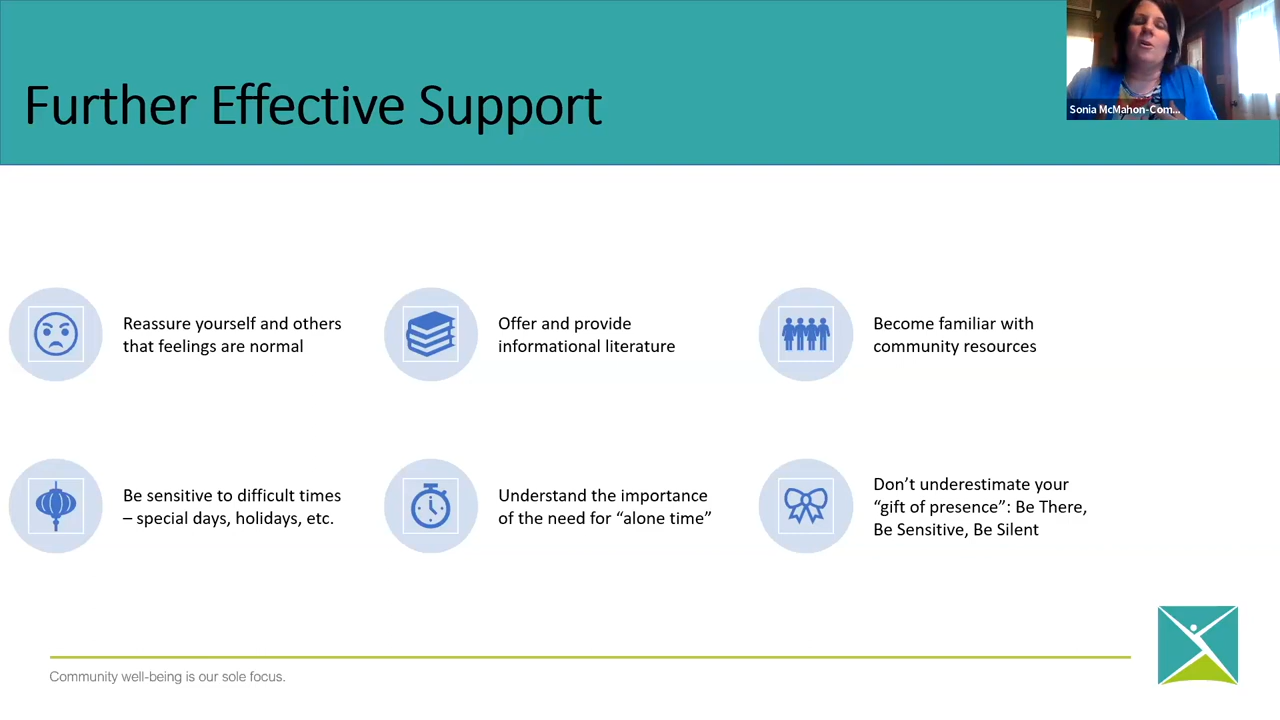 Further Effective Support
Sonia McMahon-Com...
Reassure yourself and others
that feelings are normal
Offer and provide
informational literature
Become familiar with
community resources
Be sensitive to difficult times
– special days, holidays, etc.
Understand the importance
of the need for “alone time”
Don’t underestimate your
“gift of presence”: Be There,
Be Sensitive, Be Silent
Community well-being is our sole focus.